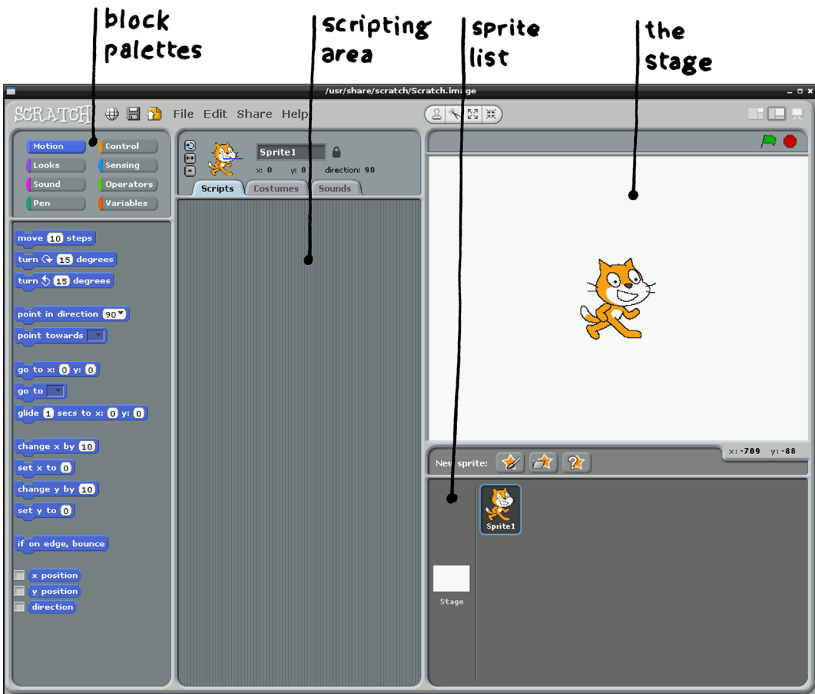 block
palettes
scripting
area
sprite
list
the
stage
/usr/share/scratch/Scratch.image
SCRATCH File Edit Share Help
Motion Control
Looks Sensing
Sound Operators
Pen Variables
move 10 steps
turn 15 degrees
turn 15 degrees
point in direction 90
point towards
go to x: 0 y: 0
go to
glide 1 secs to x: 0 y: 0
change x by 10
set x to 0
change y by 10
set y to 0
if on edge, bounce
x position
y position
direction
Sprite1
x: 0 y: 0 direction: 90
Scripts Costumes Sounds
x: -709 y: -88
New sprite:
Sprite1
Stage